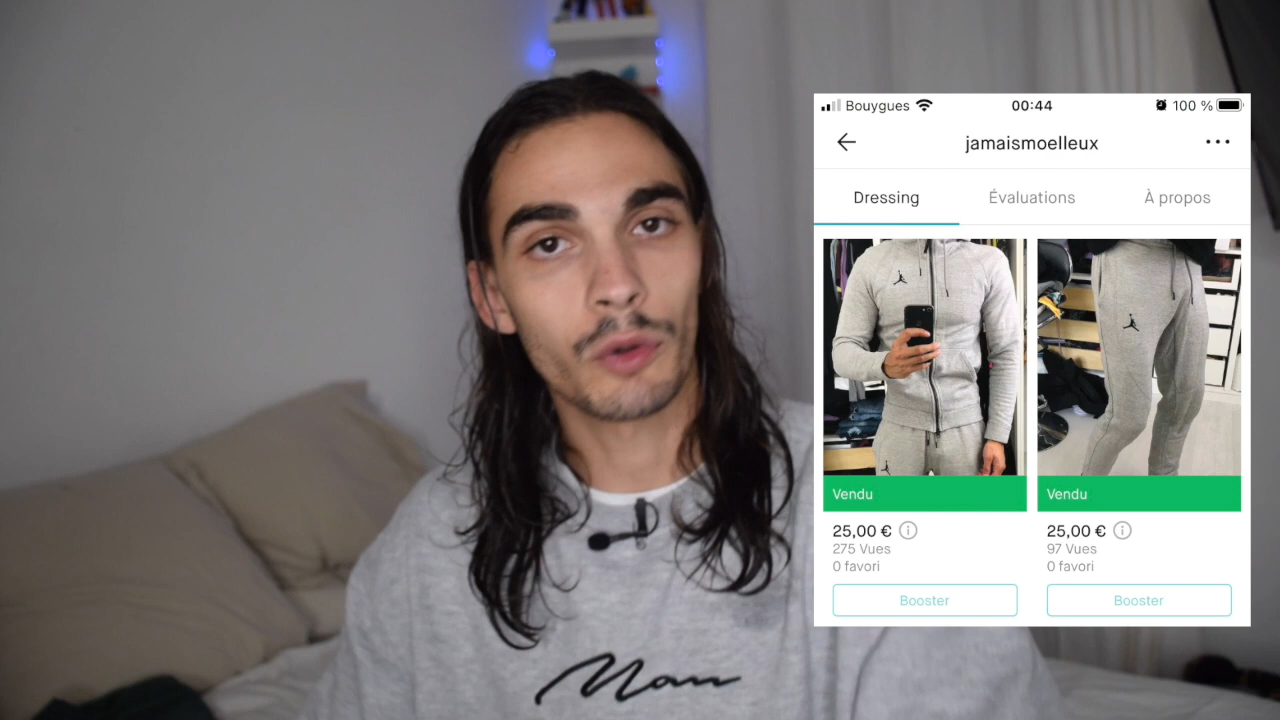 Bouygues 00:44 100 %
jamaismoelleux
Dressing Évaluations À propos
Vendu Vendu
25,00 € 25,00 €
275 Vues 97 Vues
0 favori 0 favori
Booster Booster
Man